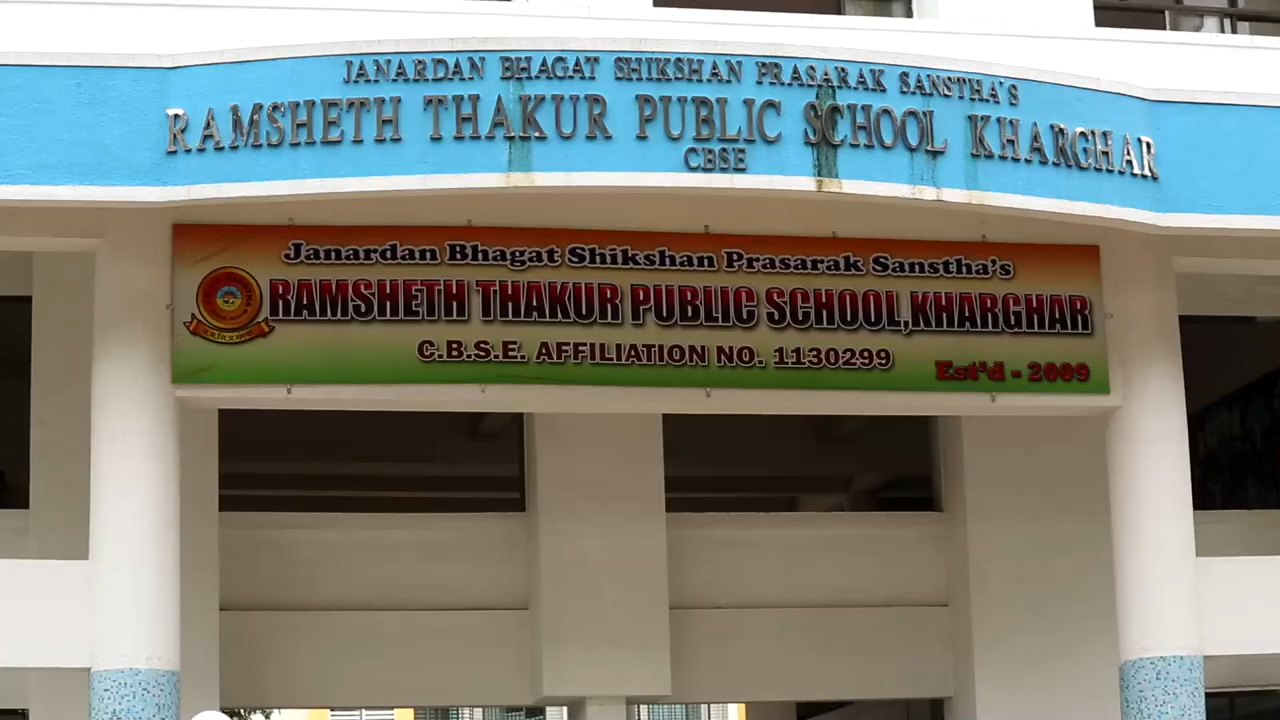 JANARDAN BHAGAT SHIKSHAN PRASARAK SANSTHA'S
RAMSHETH THAKUR PUBLIC SCHOOL KHARGHAR
CBSE
Janardan Bhagat Shikshan Prasarak Sanstha's
RAMSHETH THAKUR PUBLIC SCHOOL,KHARGHAR
C.B.S.E. AFFILIATION NO. 1130299
Est'd - 2009